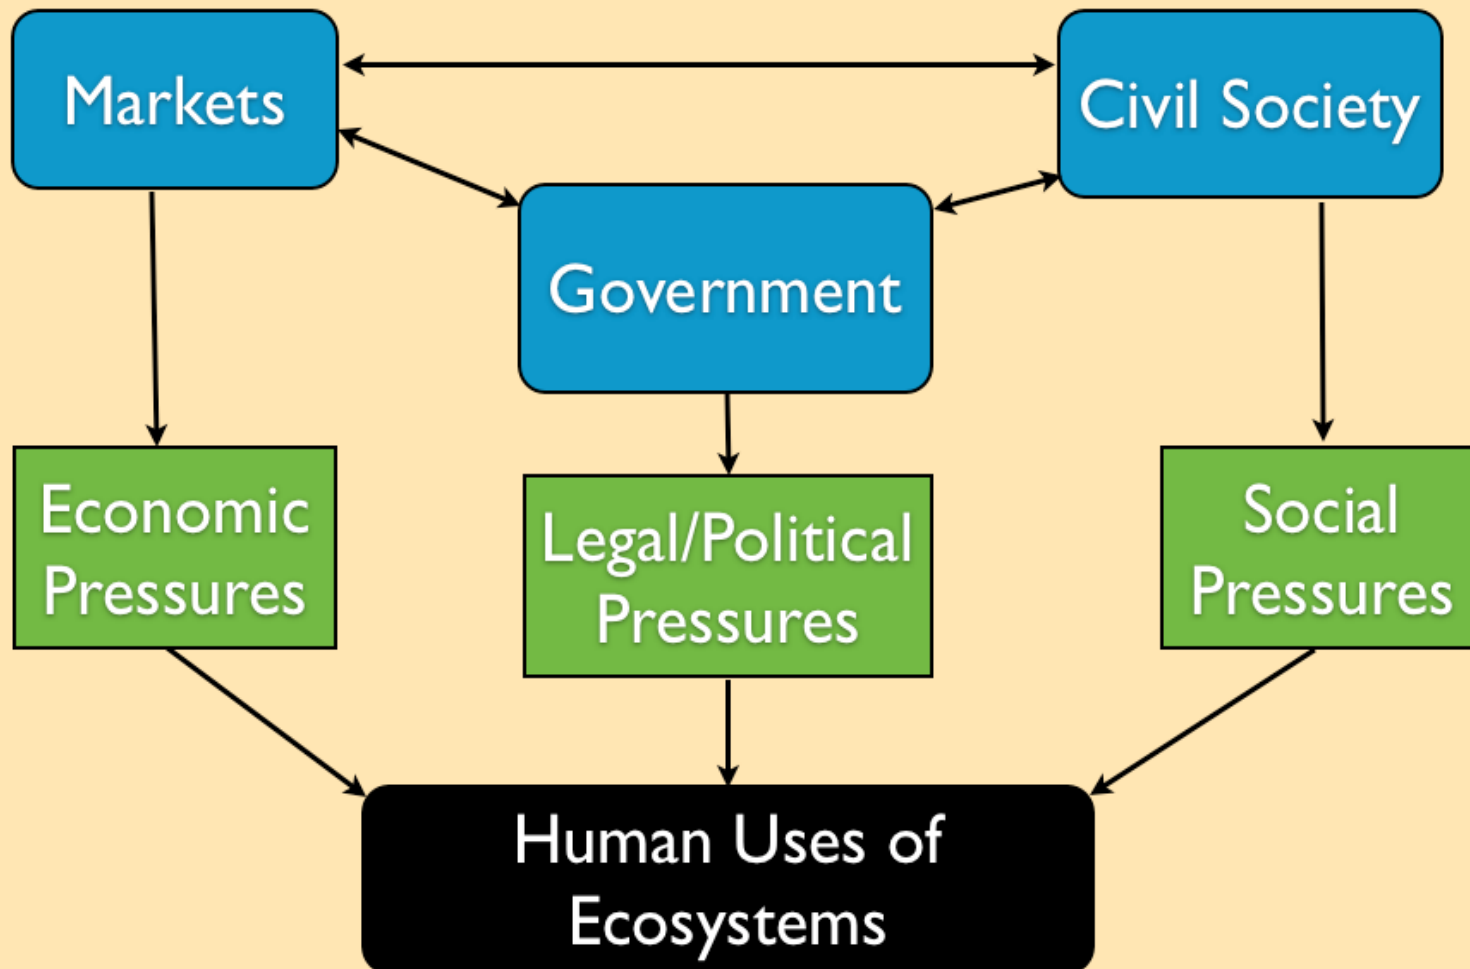 Markets
Civil Society
Government
Economic
Pressures
Legal/Political
Pressures
Social
Pressures
Human Uses of
Ecosystems